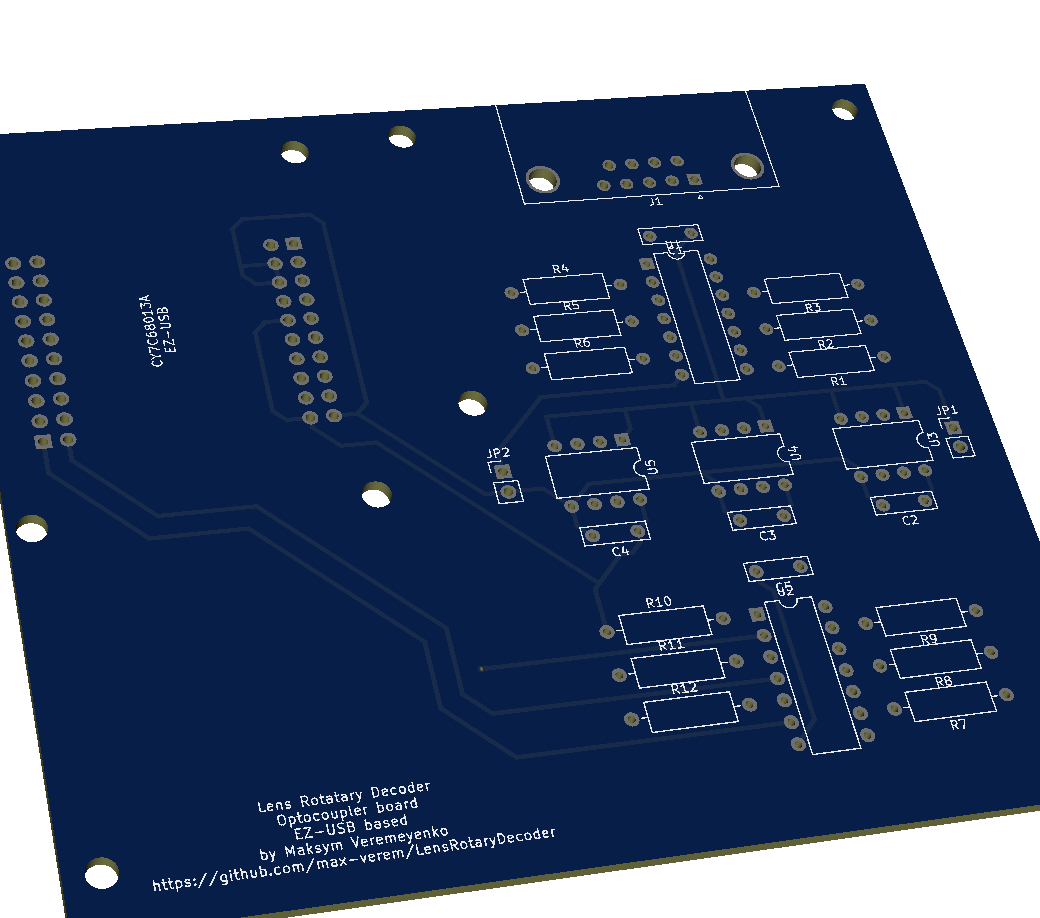 J1
R4
R5
R6
R3
R2
R1
CY7C68013A
EZ-USB
JP1
JP2
U5
U4
U3
C4
C3
C2
U2
R10
R11
R12
R9
R8
R7
Lens Rotatary Decoder
Optocoupler board
EZ-USB based
by Maksym Veremeyenko
https://github.com/max-verem/LensRotaryDecoder